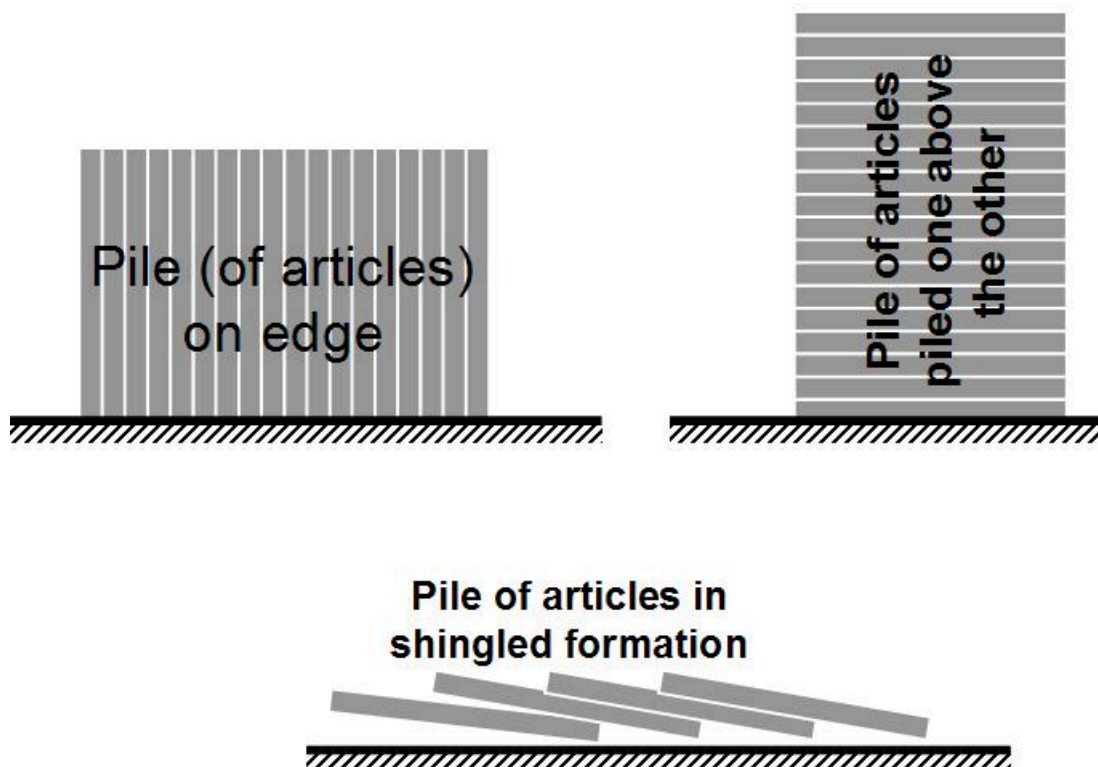 Pile (of articles)
on edge
Pile of articles
piled one above
the other
Pile of articles in
shingled formation